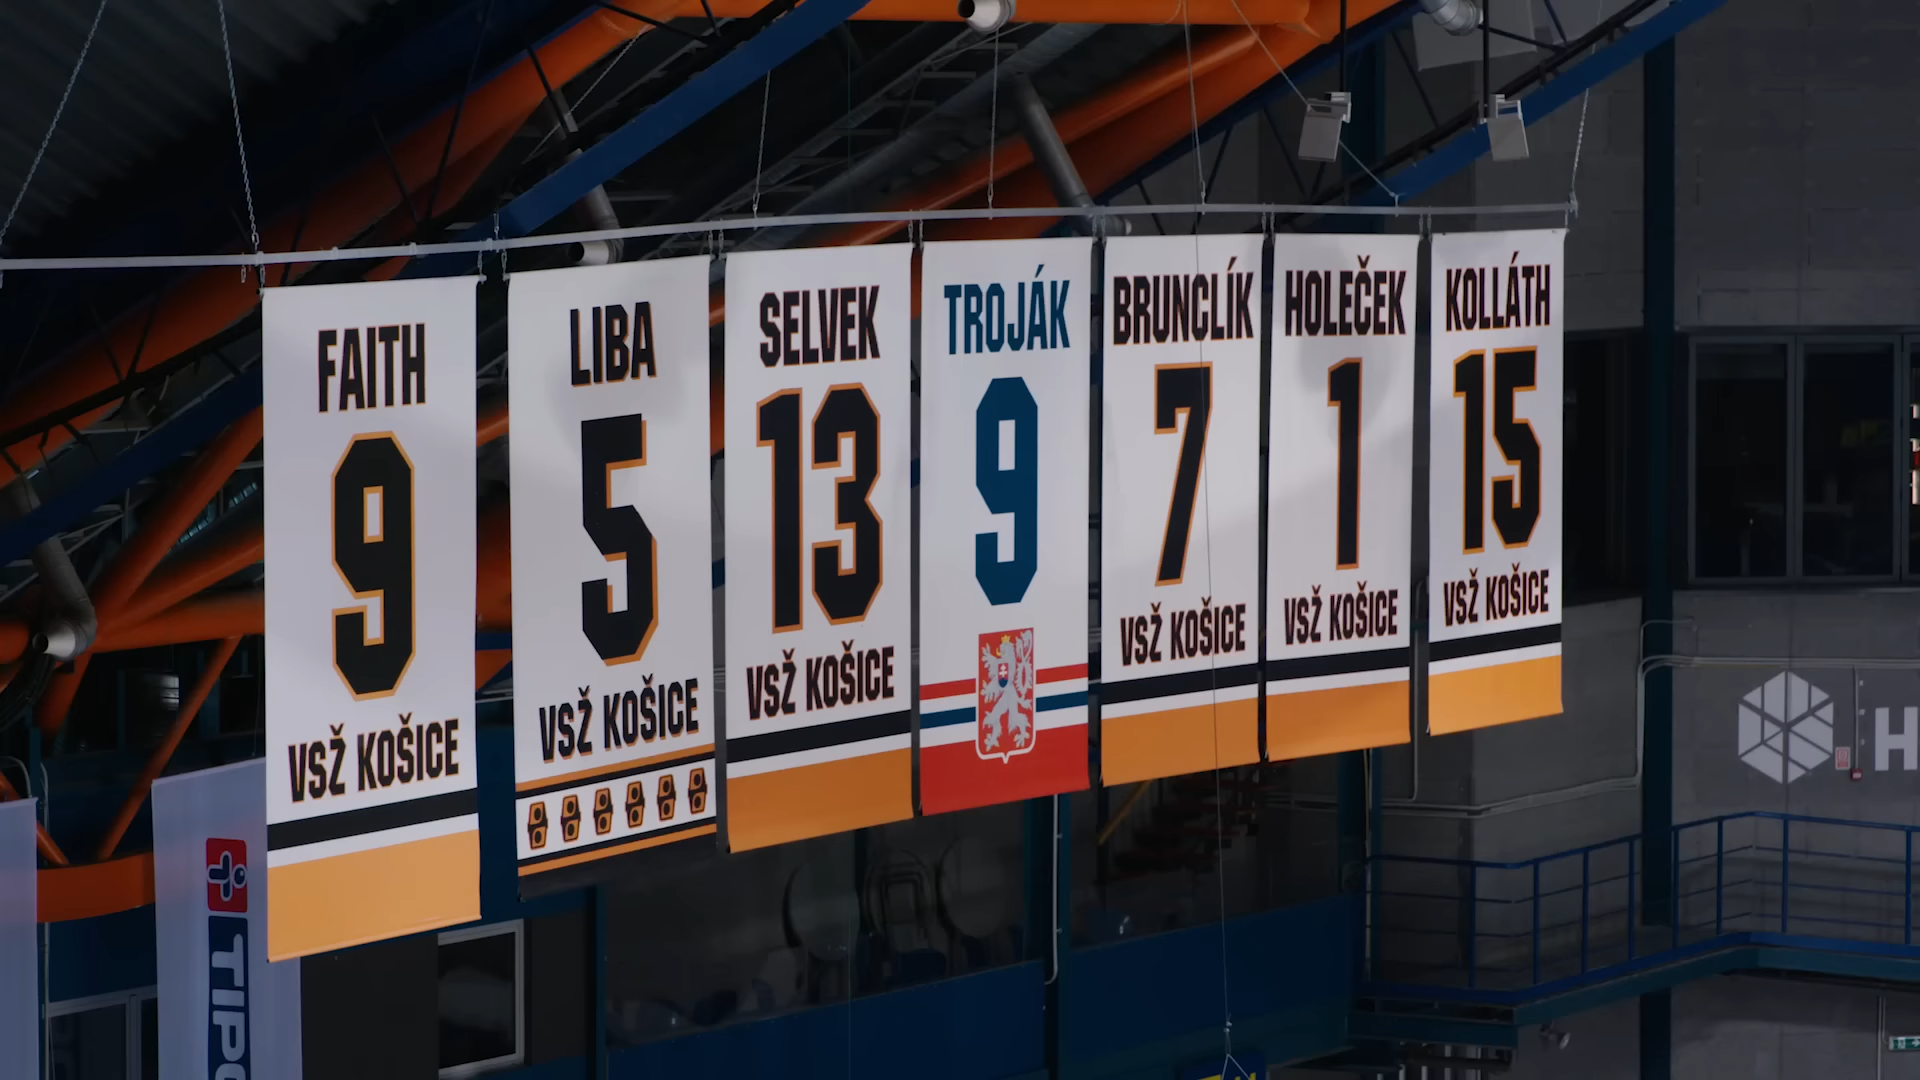 FAITH
9
VSŽ KOŠICE
LIBA
5
VSŽ KOŠICE
SELVEK
13
VSŽ KOŠICE
TROJÁK
9
BRUNCLÍK
7
VSŽ KOŠICE
HOLEČEK
1
VSŽ KOŠICE
KOLLÁTH
15
VSŽ KOŠICE
TIPO
H